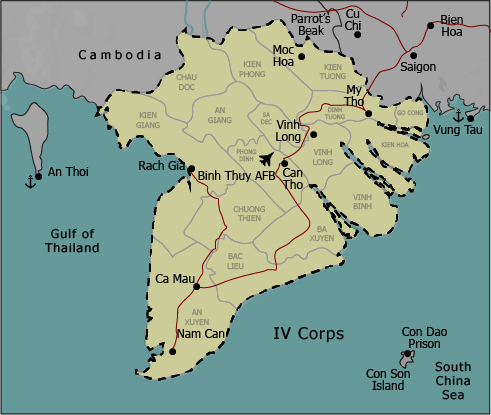 Parrot's
Beak
Cu
Chi
Bien
Hoa
Cambodia
Moc
Hoa
Saigon
KIEN
PHONG
KIEN
TUONG
CHAU
DOC
My
Tho
AN
GIANG
SA
DEC
DINH
TUONG
GO CONG
KIEN
GIANG
Vinh
Long
Vung Tau
PHONG
DINH
VINH
LONG
KIEN HOA
Rach Gia
Binh Thuy AFB
Can
Tho
An Thoi
VINH
BINH
CHUONG
THIEN
Gulf of
Thailand
BA
XUYEN
BAC
LIEU
Ca Mau
AN
XUYEN
Nam Can
IV Corps
Con Dao
Prison
Con Son
Island
South
China
Sea